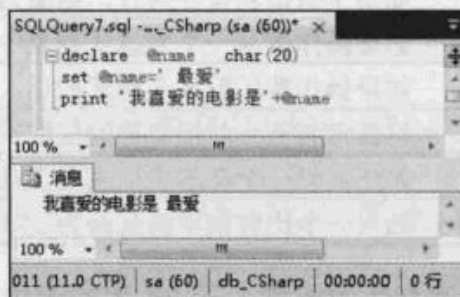 SQLQuery7.sql -..._CSharp (sa (60))* ×
declare @name char(20)
set @name=' 最爱'
print '我喜爱的电影是'+@name
100 %
消息
我喜爱的电影是 最爱
100 %
011 (11.0 CTP) sa (60) db_CSharp 00:00:00 0 行